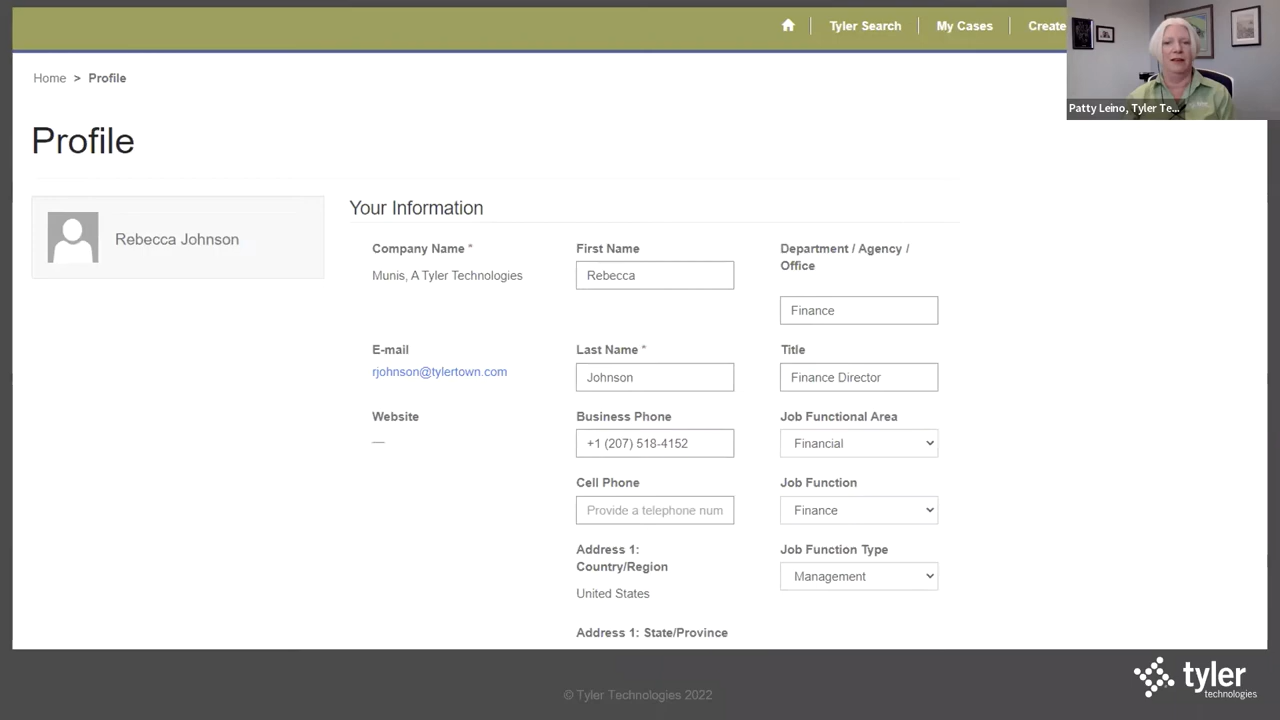 Tyler Search
My Cases
Create
Patty Leino, Tyler Te...
Home > Profile
Profile
Rebecca Johnson
Your Information
Company Name *
Munis, A Tyler Technologies
First Name
Rebecca
Department / Agency /
Office
Finance
E-mail
rjohnson@tylertown.com
Last Name *
Johnson
Title
Finance Director
Website
—
Business Phone
+1 (207) 518-4152
Job Functional Area
Financial
Cell Phone
Provide a telephone num
Job Function
Finance
Address 1:
Country/Region
United States
Job Function Type
Management
Address 1: State/Province
© Tyler Technologies 2022
tyler
technologies